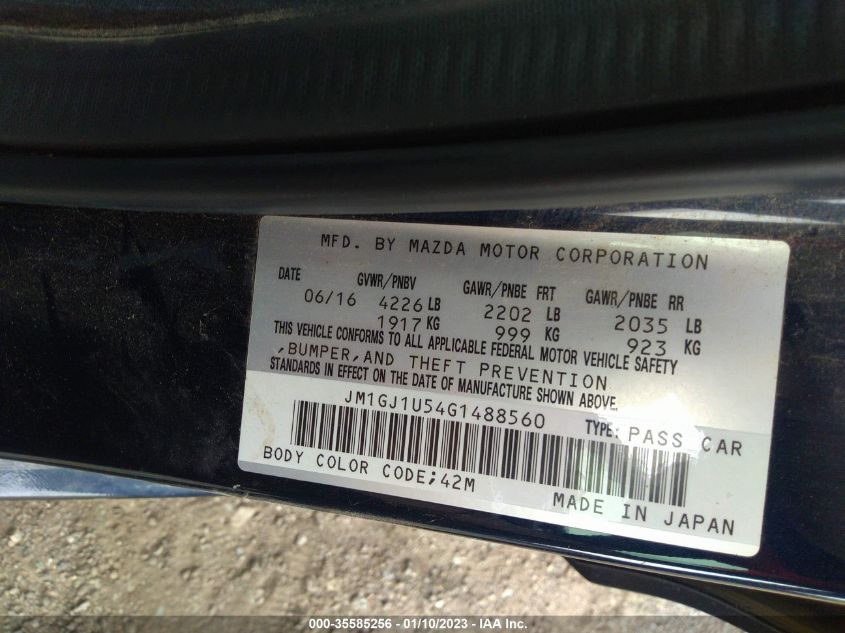 MFD. BY MAZDA MOTOR CORPORATION
DATE GVWR/PNBV GAWR/PNBE FRT GAWR/PNBE RR
06/16 4226 LB 2202 LB 2035 LB
1917 KG 999 KG 923 KG
THIS VEHICLE CONFORMS TO ALL APPLICABLE FEDERAL MOTOR VEHICLE SAFETY
,BUMPER,AND THEFT PREVENTION
STANDARDS IN EFFECT ON THE DATE OF MANUFACTURE SHOWN ABOVE.
JM1GJ1U54G1488560 TYPE: PASS CAR
BODY COLOR CODE;42M
MADE IN JAPAN
000-35585256 - 01/10/2023 - IAA Inc.